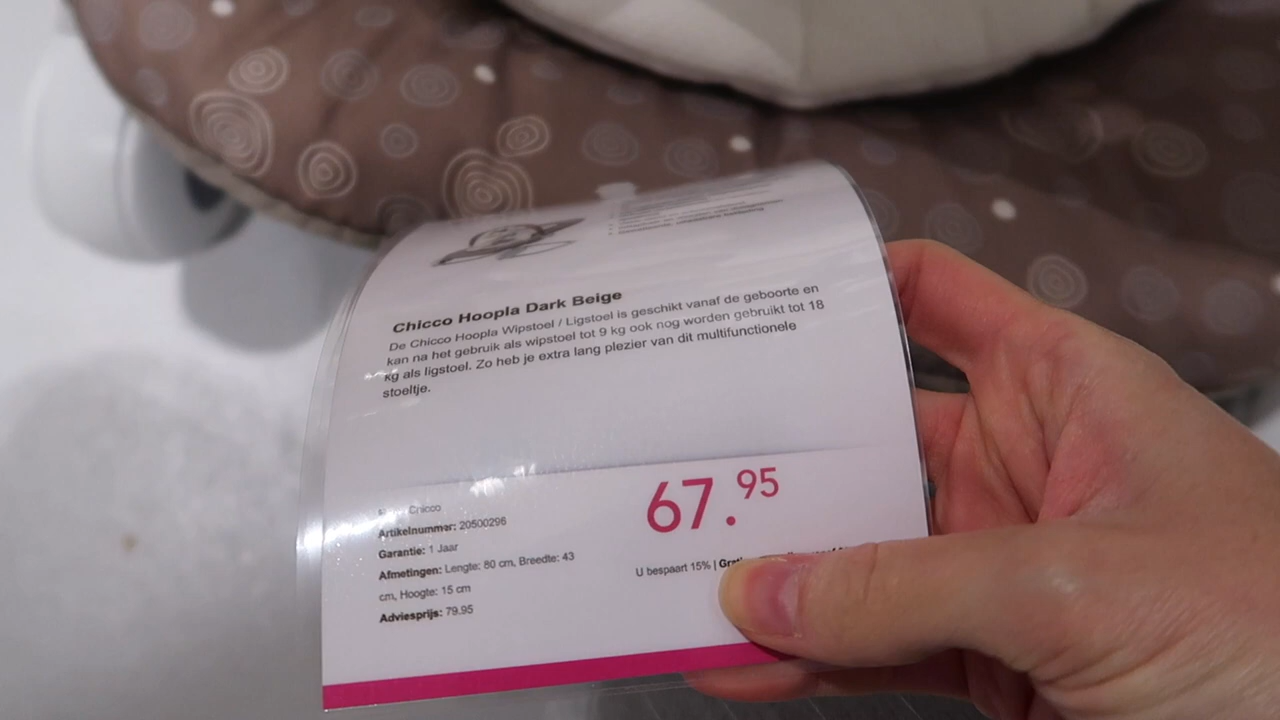 Chicco Hoopla Dark Beige
De Chicco Hoopla Wipstoel / Ligstoel is geschikt vanaf de geboorte en
kan na het gebruik als wipstoel tot 9 kg ook nog worden gebruikt tot 18
kg als ligstoel. Zo heb je extra lang plezier van dit multifunctionele
stoeltje.
67.95
Chicco
Artikelnummer: 20500296
Garantie: 1 Jaar
Afmetingen: Lengte: 80 cm, Breedte: 43
cm, Hoogte: 15 cm
Adviesprijs: 79.95
U bespaart 15% |